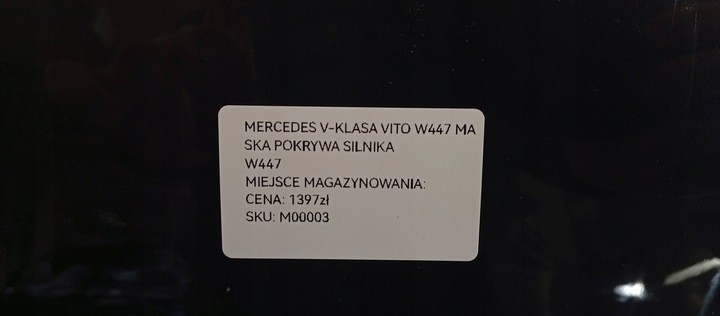 MERCEDES V-KLASA VITO W447 MA
SKA POKRYWA SILNIKA
W447
MIEJSCE MAGAZYNOWANIA:
CENA: 1397zł
SKU: M00003